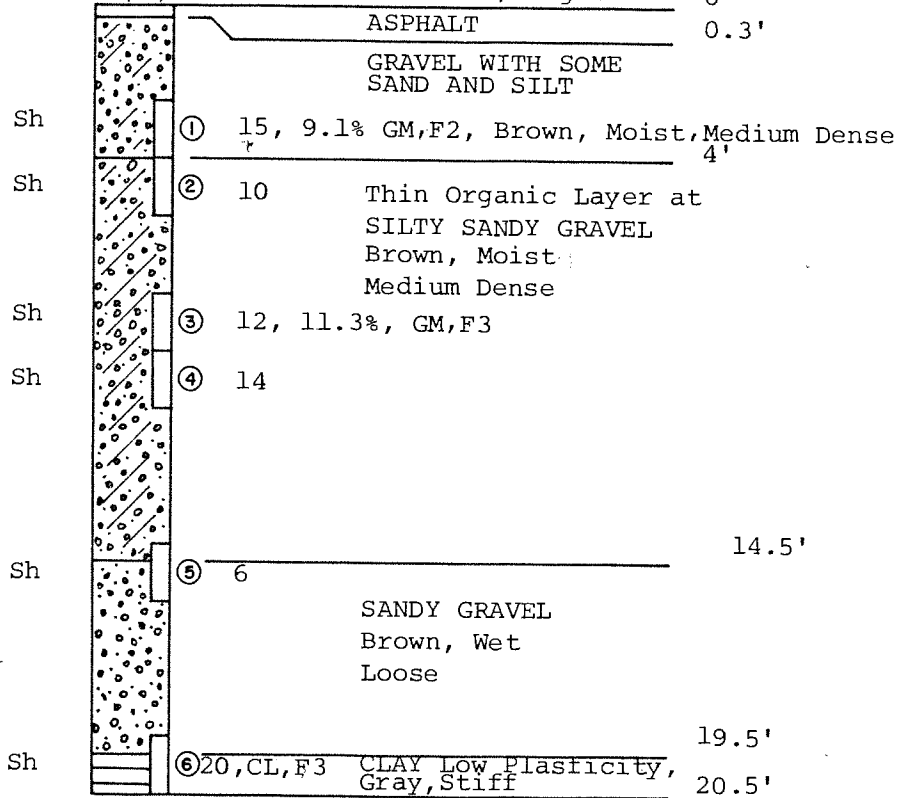 0
ASPHALT
0.3'
GRAVEL WITH SOME
SAND AND SILT
Sh ① 15, 9.1% GM,F2, Brown, Moist,Medium Dense
4'
Sh ② 10 Thin Organic Layer at
SILTY SANDY GRAVEL
Brown, Moist
Medium Dense
Sh ③ 12, 11.3%, GM,F3
Sh ④ 14
14.5'
Sh ⑤ 6
SANDY GRAVEL
Brown, Wet
Loose
19.5'
Sh ⑥ 20,CL,F3 CLAY Low Plasticity,
Gray,Stiff
20.5'